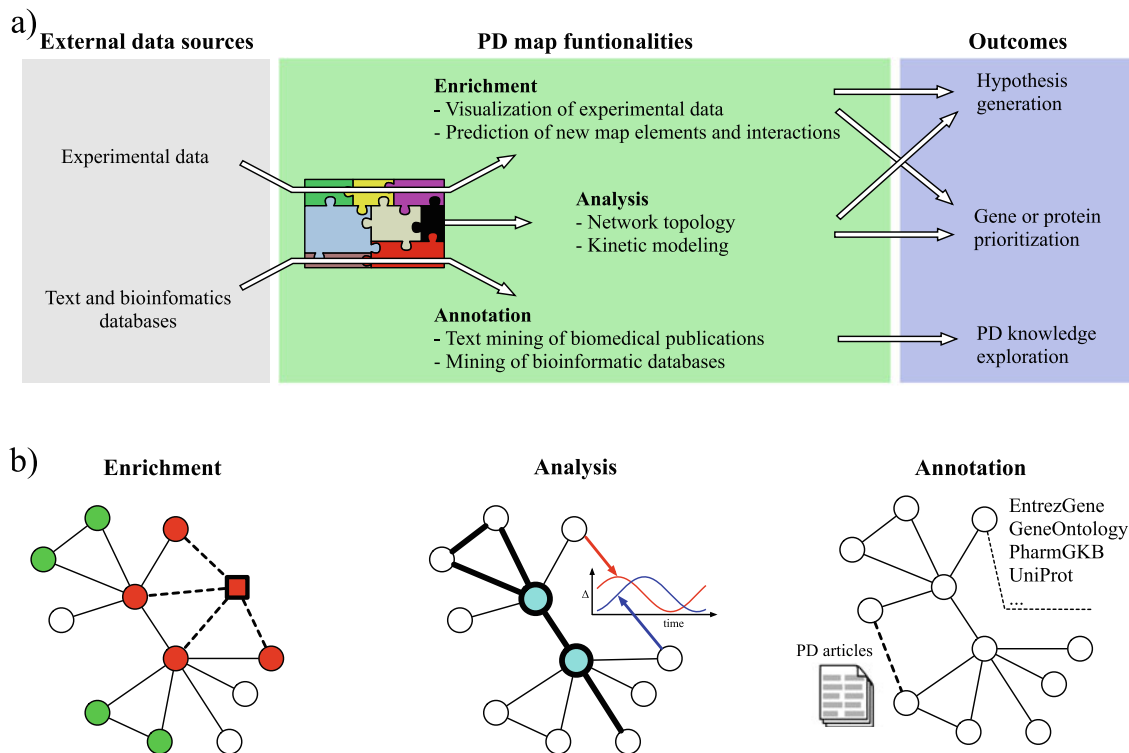 a)
External data sources
PD map funtionalities
Outcomes
Experimental data
Text and bioinfomatics
databases
Enrichment
- Visualization of experimental data
- Prediction of new map elements and interactions
Analysis
- Network topology
- Kinetic modeling
Annotation
- Text mining of biomedical publications
- Mining of bioinformatic databases
Hypothesis
generation
Gene or protein
prioritization
PD knowledge
exploration
b)
Enrichment
Analysis
Δ
time
Annotation
EntrezGene
GeneOntology
PharmGKB
UniProt
...
PD articles